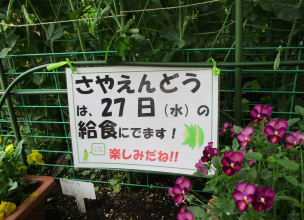 さやえんどう
は、27日（水）の
給食にでます！
楽しみだね!!